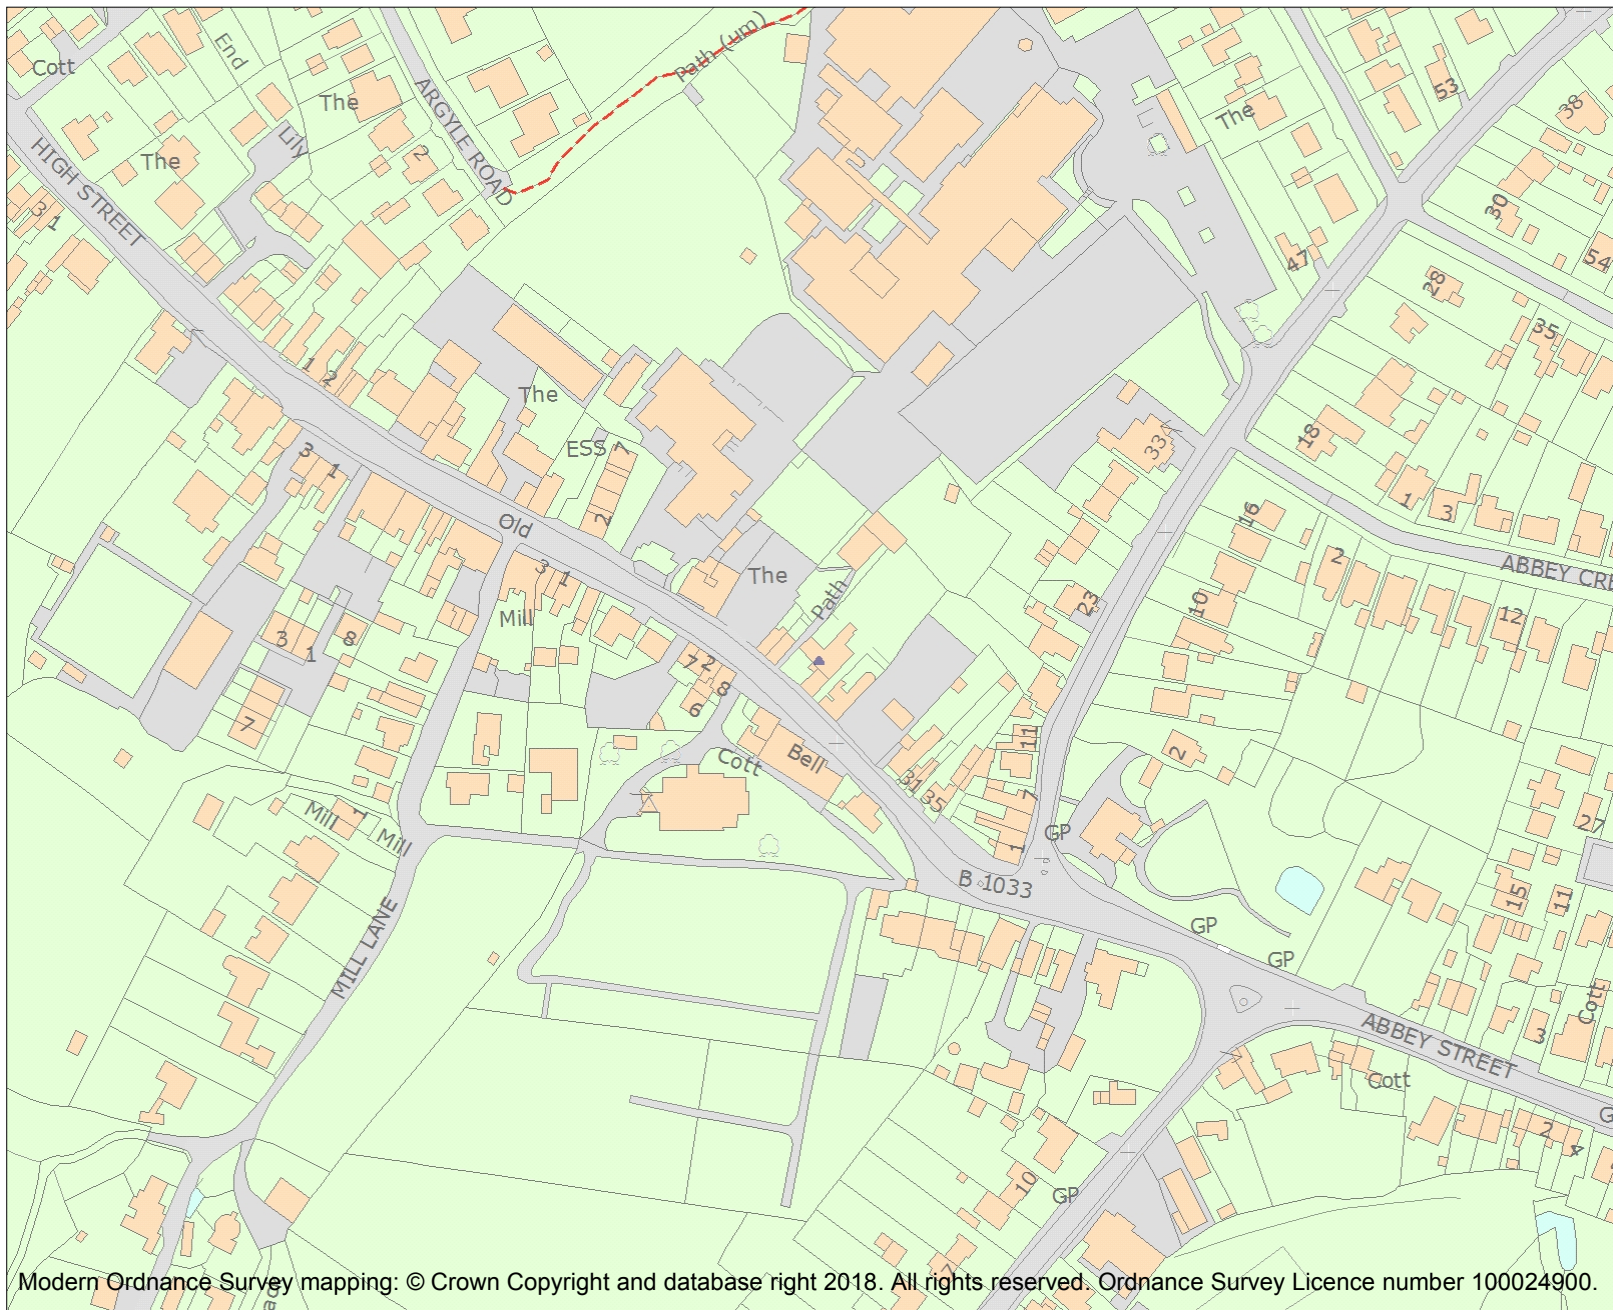 Cott
End
The
Path (um)
ARGYLE ROAD
The
53
38
HIGH STREET
The
Lily
2
30
3
1
47
54
28
35
1
2
The
ESS
7
33
18
3
1
2
Old
1
3
16
The
3
1
Mill
Path
23
2
ABBEY CRE
10
12
3
1
8
7
2
8
6
7
Cott
Bell
11
2
31
35
7
GP
1
Mill
1
Mill
27
B 1033
15
11
MILL LANE
GP
GP
Cott
ABBEY STREET
3
Cott
G
2
4
10
GP
7
Modern Ordnance Survey mapping: © Crown Copyright and database right 2018. All rights reserved. Ordnance Survey Licence number 100024900.